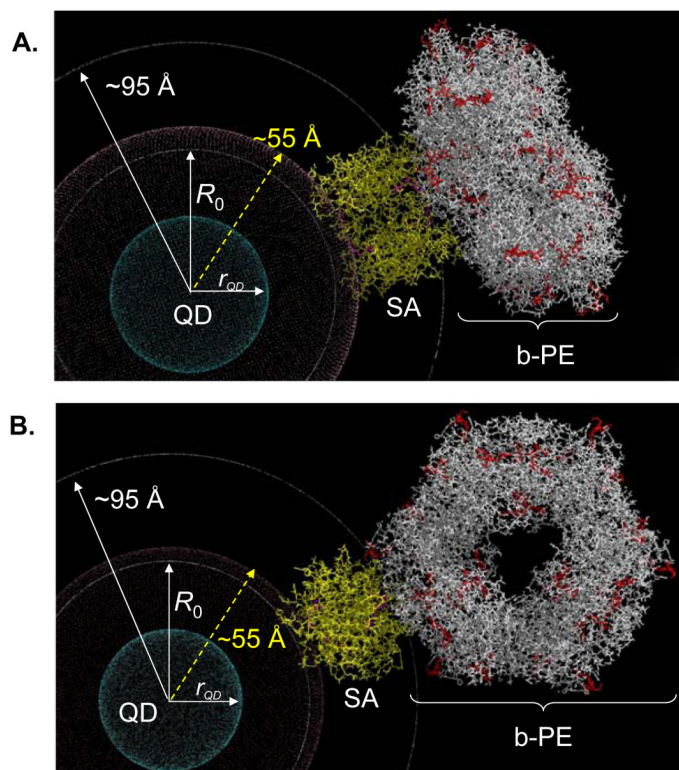 A.
~95 Å
~55 Å
R0
rQD
QD
SA
b-PE
B.
~95 Å
R0
~55 Å
rQD
QD
SA
b-PE